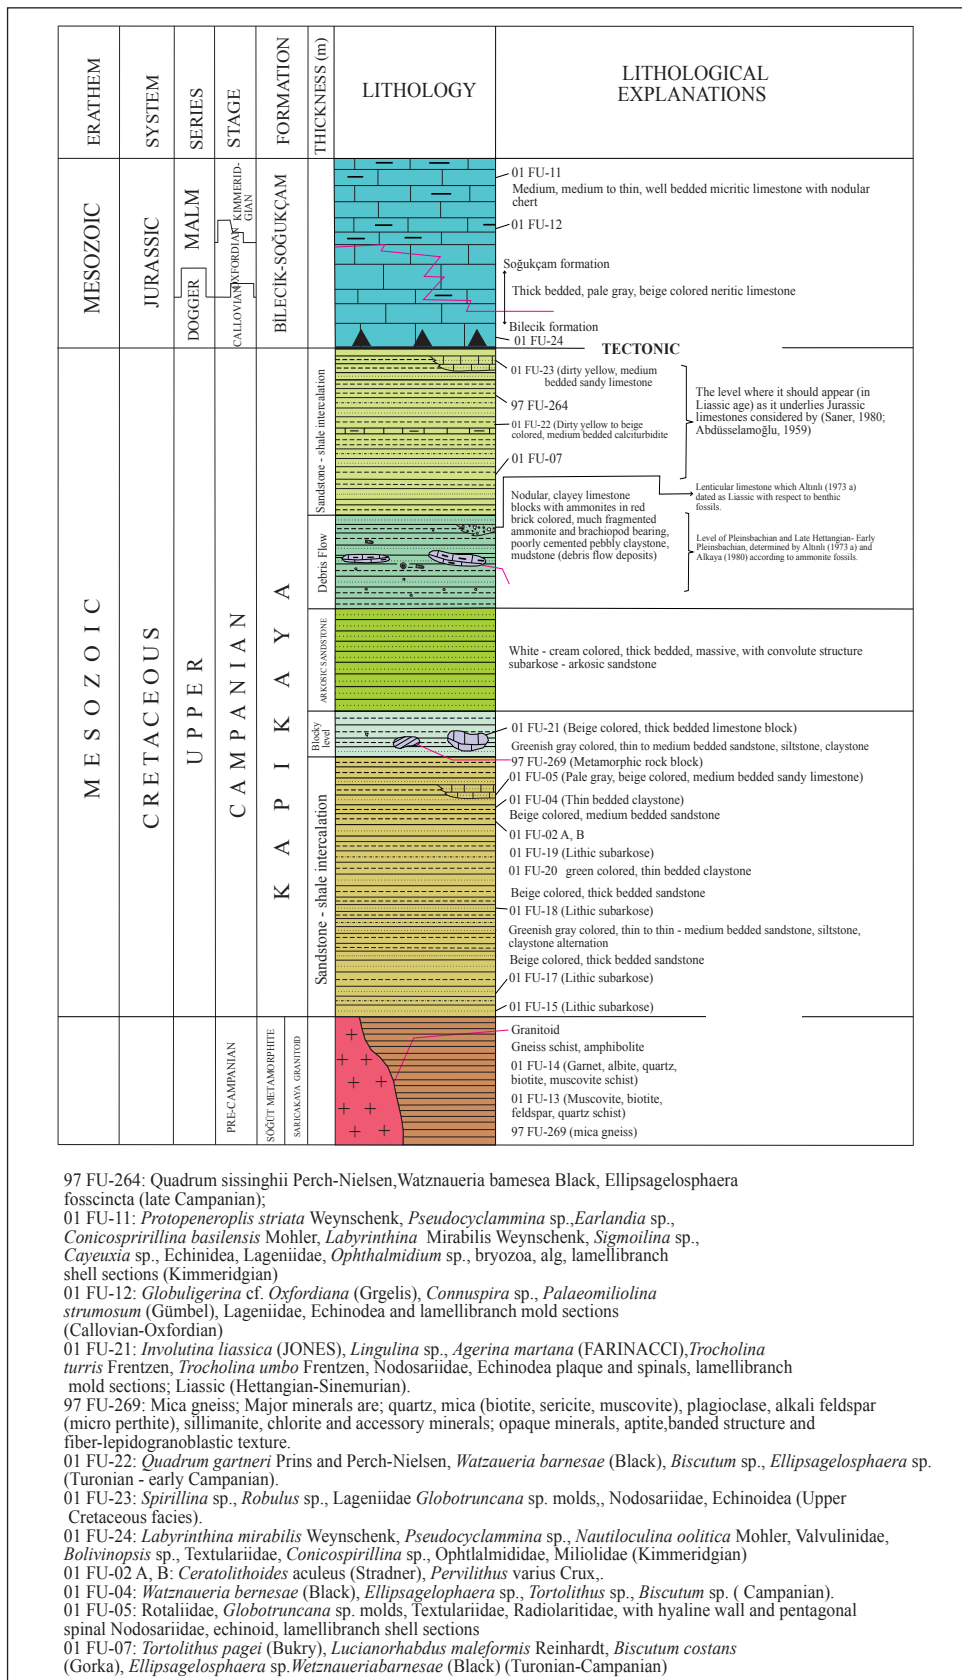 ERATHEM
SYSTEM
SERIES
STAGE
FORMATION
THICKNESS (m)
LITHOLOGY
LITHOLOGICAL
EXPLANATIONS
MESOZOIC
JURASSIC
DOGGER
MALM
CALLOVIAN
OXFORDIAN
KIMMERID-
GIAN
BİLECİK-SOĞUKÇAM
01 FU-11
Medium, medium to thin, well bedded micritic limestone with nodular
chert
01 FU-12
Soğukçam formation
Thick bedded, pale gray, beige colored neritic limestone
Bilecik formation
01 FU-24
TECTONIC
MESOZOIC
CRETACEOUS
UPPER
CAMPANIAN
KAPIKAYA
Sandstone - shale intercalation
01 FU-23 (dirty yellow, medium
bedded sandy limestone
97 FU-264
01 FU-22 (Dirty yellow to beige
colored, medium bedded calciturbidite
01 FU-07
The level where it should appear (in
Liassic age) as it underlies Jurassic
limestones considered by (Saner, 1980;
Abdüsselamoğlu, 1959)
Debris Flow
Nodular, clayey limestone
blocks with ammonites in red
brick colored, much fragmented
ammonite and brachiopod bearing,
poorly cemented pebbly claystone,
mudstone (debris flow deposits)
Lenticular limestone which Altınlı (1973 a)
dated as Liassic with respect to benthic
fossils.
Level of Pleinsbachian and Late Hettangian- Early
Pleinsbachian, determined by Altınlı (1973 a) and
Alkaya (1980) according to ammonite fossils.
ARKOSIC SANDSTONE
White - cream colored, thick bedded, massive, with convolute structure
subarkose - arkosic sandstone
Blocky
level
01 FU-21 (Beige colored, thick bedded limestone block)
Greenish gray colored, thin to medium bedded sandstone, siltstone, claystone
97 FU-269 (Metamorphic rock block)
Sandstone - shale intercalation
01 FU-05 (Pale gray, beige colored, medium bedded sandy limestone)
01 FU-04 (Thin bedded claystone)
Beige colored, medium bedded sandstone
01 FU-02 A, B
01 FU-19 (Lithic subarkose)
01 FU-20 green colored, thin bedded claystone
Beige colored, thick bedded sandstone
01 FU-18 (Lithic subarkose)
Greenish gray colored, thin to thin - medium bedded sandstone, siltstone,
claystone alternation
Beige colored, thick bedded sandstone
01 FU-17 (Lithic subarkose)
01 FU-15 (Lithic subarkose)
PRE-CAMPANIAN
SÖĞÜT METAMORPHITE
SARICAKAYA GRANITOID
Granitoid
Gneiss schist, amphibolite
01 FU-14 (Garnet, albite, quartz,
biotite, muscovite schist)
01 FU-13 (Muscovite, biotite,
feldspar, quartz schist)
97 FU-269 (mica gneiss)
97 FU-264: Quadrum sissinghii Perch-Nielsen,Watznaueria bamesea Black, Ellipsagelosphaera
fosscincta (late Campanian);
01 FU-11: Protopeneroplis striata Weynschenk, Pseudocyclammina sp.,Earlandia sp.,
Conicospririllina basilensis Mohler, Labyrinthina Mirabilis Weynschenk, Sigmoilina sp.,
Cayeuxia sp., Echinidea, Lageniidae, Ophthalmidium sp., bryozoa, alg, lamellibranch
shell sections (Kimmeridgian)
01 FU-12: Globuligerina cf. Oxfordiana (Grgelis), Connuspira sp., Palaeomiliolina
strumosum (Gümbel), Lageniidae, Echinodea and lamellibranch mold sections
(Callovian-Oxfordian)
01 FU-21: Involutina liassica (JONES), Lingulina sp., Agerina martana (FARINACCI),Trocholina
turris Frentzen, Trocholina umbo Frentzen, Nodosariidae, Echinodea plaque and spinals, lamellibranch
mold sections; Liassic (Hettangian-Sinemurian).
97 FU-269: Mica gneiss; Major minerals are; quartz, mica (biotite, sericite, muscovite), plagioclase, alkali feldspar
(micro perthite), sillimanite, chlorite and accessory minerals; opaque minerals, aptite,banded structure and
fiber-lepidogranoblastic texture.
01 FU-22: Quadrum gartneri Prins and Perch-Nielsen, Watzaueria barnesae (Black), Biscutum sp., Ellipsagelosphaera sp.
(Turonian - early Campanian).
01 FU-23: Spirillina sp., Robulus sp., Lageniidae Globotruncana sp. molds,, Nodosariidae, Echinoidea (Upper
Cretaceous facies).
01 FU-24: Labyrinthina mirabilis Weynschenk, Pseudocyclammina sp., Nautiloculina oolitica Mohler, Valvulinidae,
Bolivinopsis sp., Textulariidae, Conicospirillina sp., Ophtlalmididae, Miliolidae (Kimmeridgian)
01 FU-02 A, B: Ceratolithoides aculeus (Stradner), Pervilithus varius Crux,.
01 FU-04: Watznaueria bernesae (Black), Ellipsagelophaera sp., Tortolithus sp., Biscutum sp. ( Campanian).
01 FU-05: Rotaliidae, Globotruncana sp. molds, Textulariidae, Radiolaritidae, with hyaline wall and pentagonal
spinal Nodosariidae, echinoid, lamellibranch shell sections
01 FU-07: Tortolithus pagei (Bukry), Lucianorhabdus maleformis Reinhardt, Biscutum costans
(Gorka), Ellipsagelosphaera sp.Wetznaueriabarnesae (Black) (Turonian-Campanian)